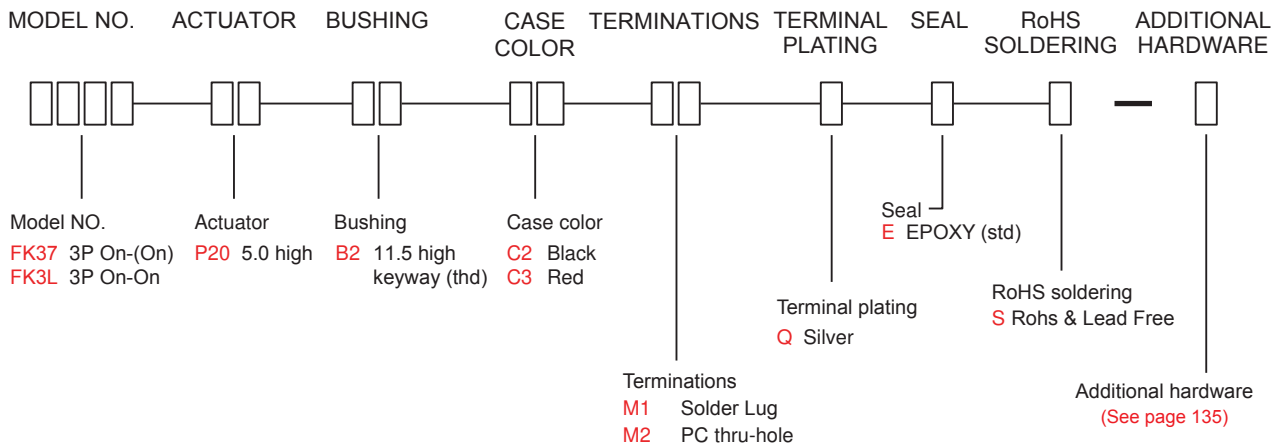 MODEL NO. ACTUATOR BUSHING CASE COLOR TERMINATIONS TERMINAL PLATING SEAL RoHS SOLDERING ADDITIONAL HARDWARE
Model NO.
FK37 3P On-(On)
FK3L 3P On-On
Actuator
P20 5.0 high
Bushing
B2 11.5 high
keyway (thd)
Case color
C2 Black
C3 Red
Terminations
M1 Solder Lug
M2 PC thru-hole
Terminal plating
Q Silver
Seal
E EPOXY (std)
RoHS soldering
S Rohs & Lead Free
Additional hardware
(See page 135)